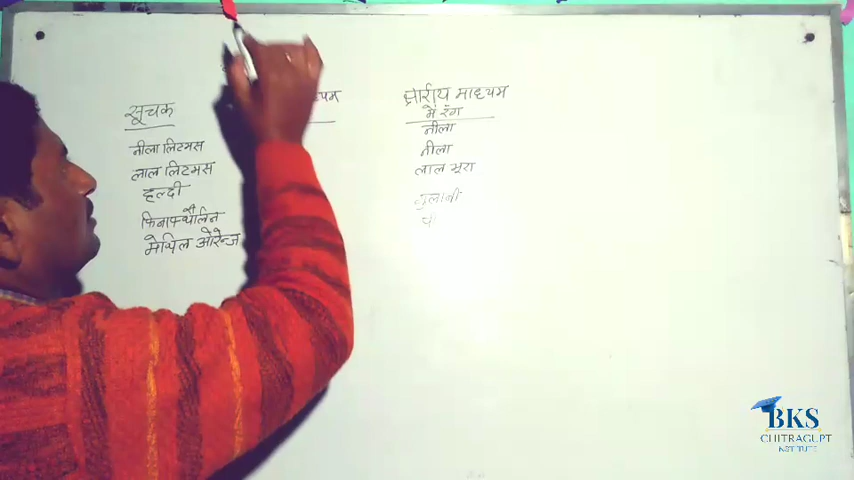 सूचक
नीला लिटमस
लाल लिटमस
हल्दी
फिनाफ्थौलिन
मेथिल ऑरेन्ज
क्षारीय माध्यम
में रंग
नीला
नीला
लाल भूरा
गुलाबी
पी
BKS
CHITRAGUPT
INSTITUTE